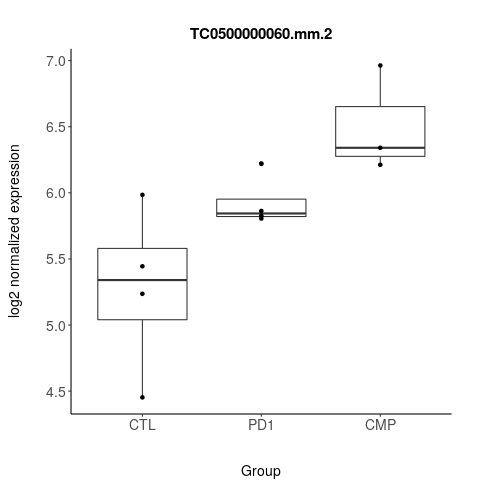 TC0500000060.mm.2
log2 normalized expression
7.0
6.5
6.0
5.5
5.0
4.5
CTL PD1 CMP
Group